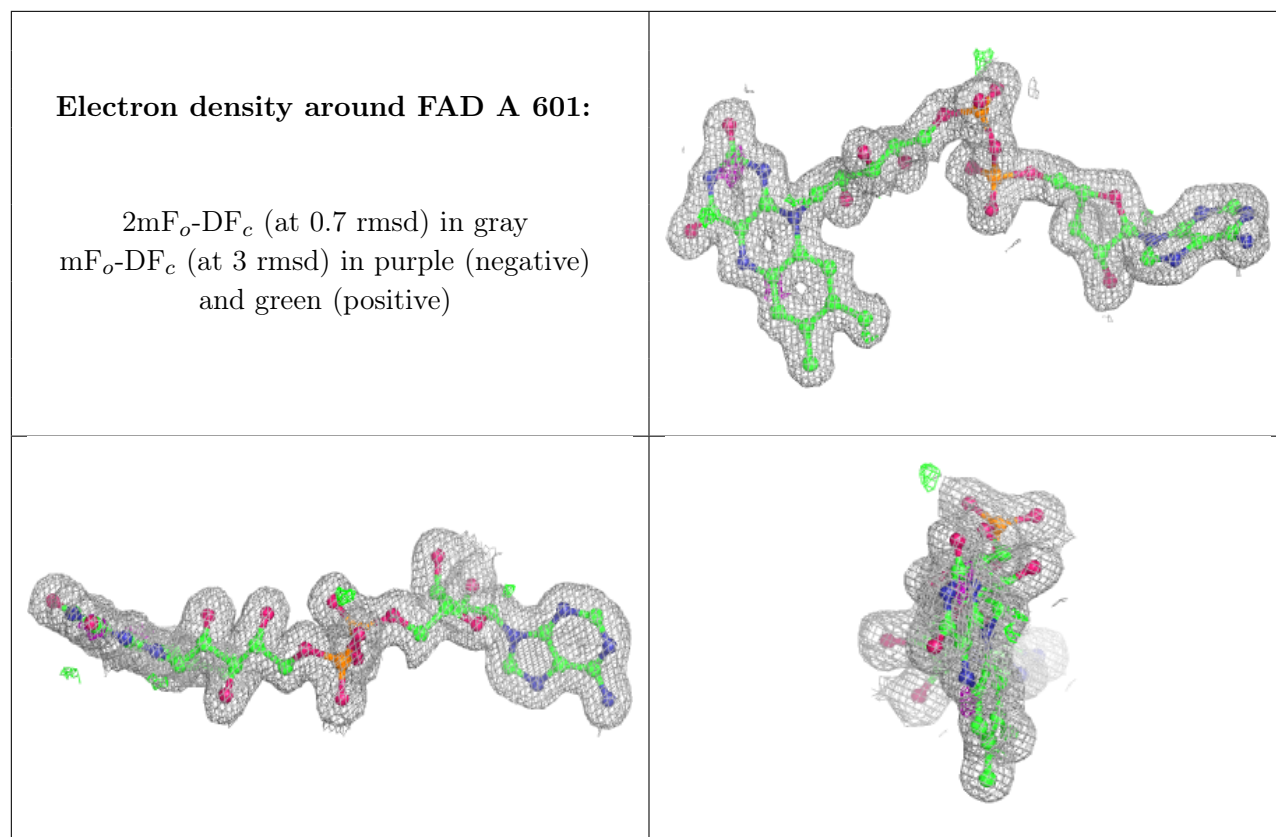 Electron density around FAD A 601:
2mFₒ-DF𝑐 (at 0.7 rmsd) in gray
mFₒ-DF𝑐 (at 3 rmsd) in purple (negative)
and green (positive)